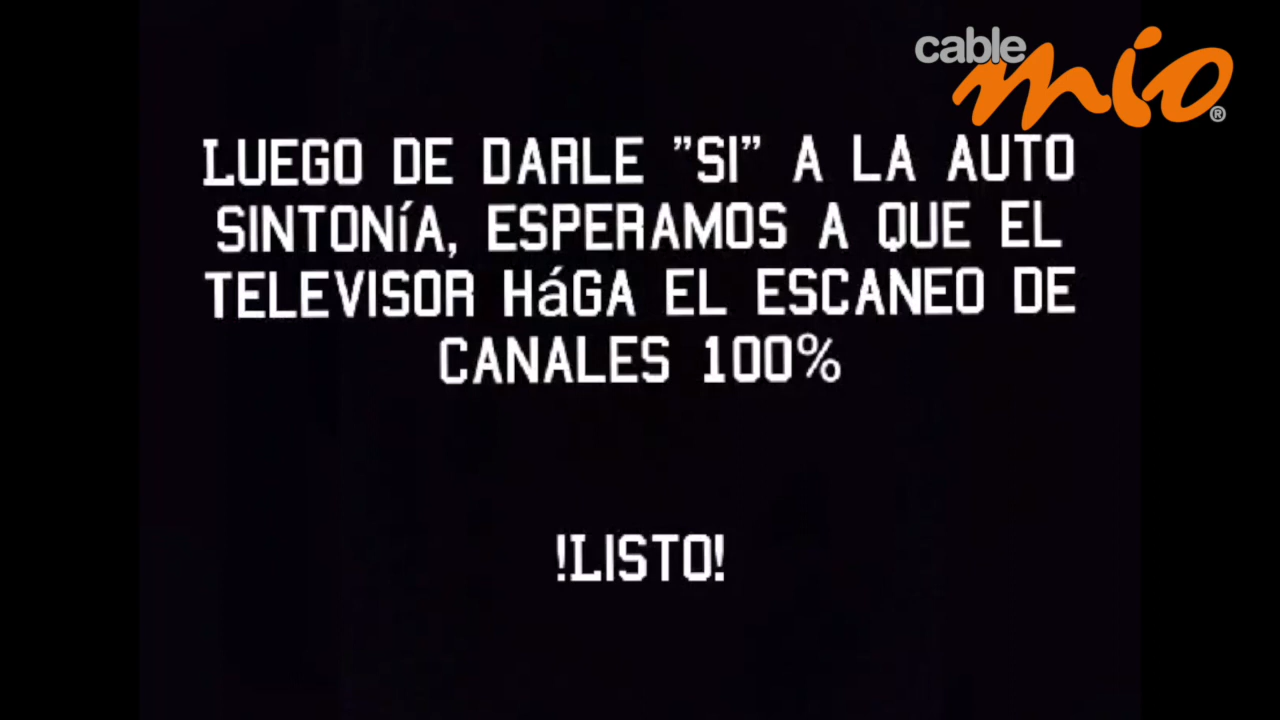 cable
mío®
LUEGO DE DARLE "SI" A LA AUTO
SINTONíA, ESPERAMOS A QUE EL
TELEVISOR HáGA EL ESCANEO DE
CANALES 100%
!LISTO!